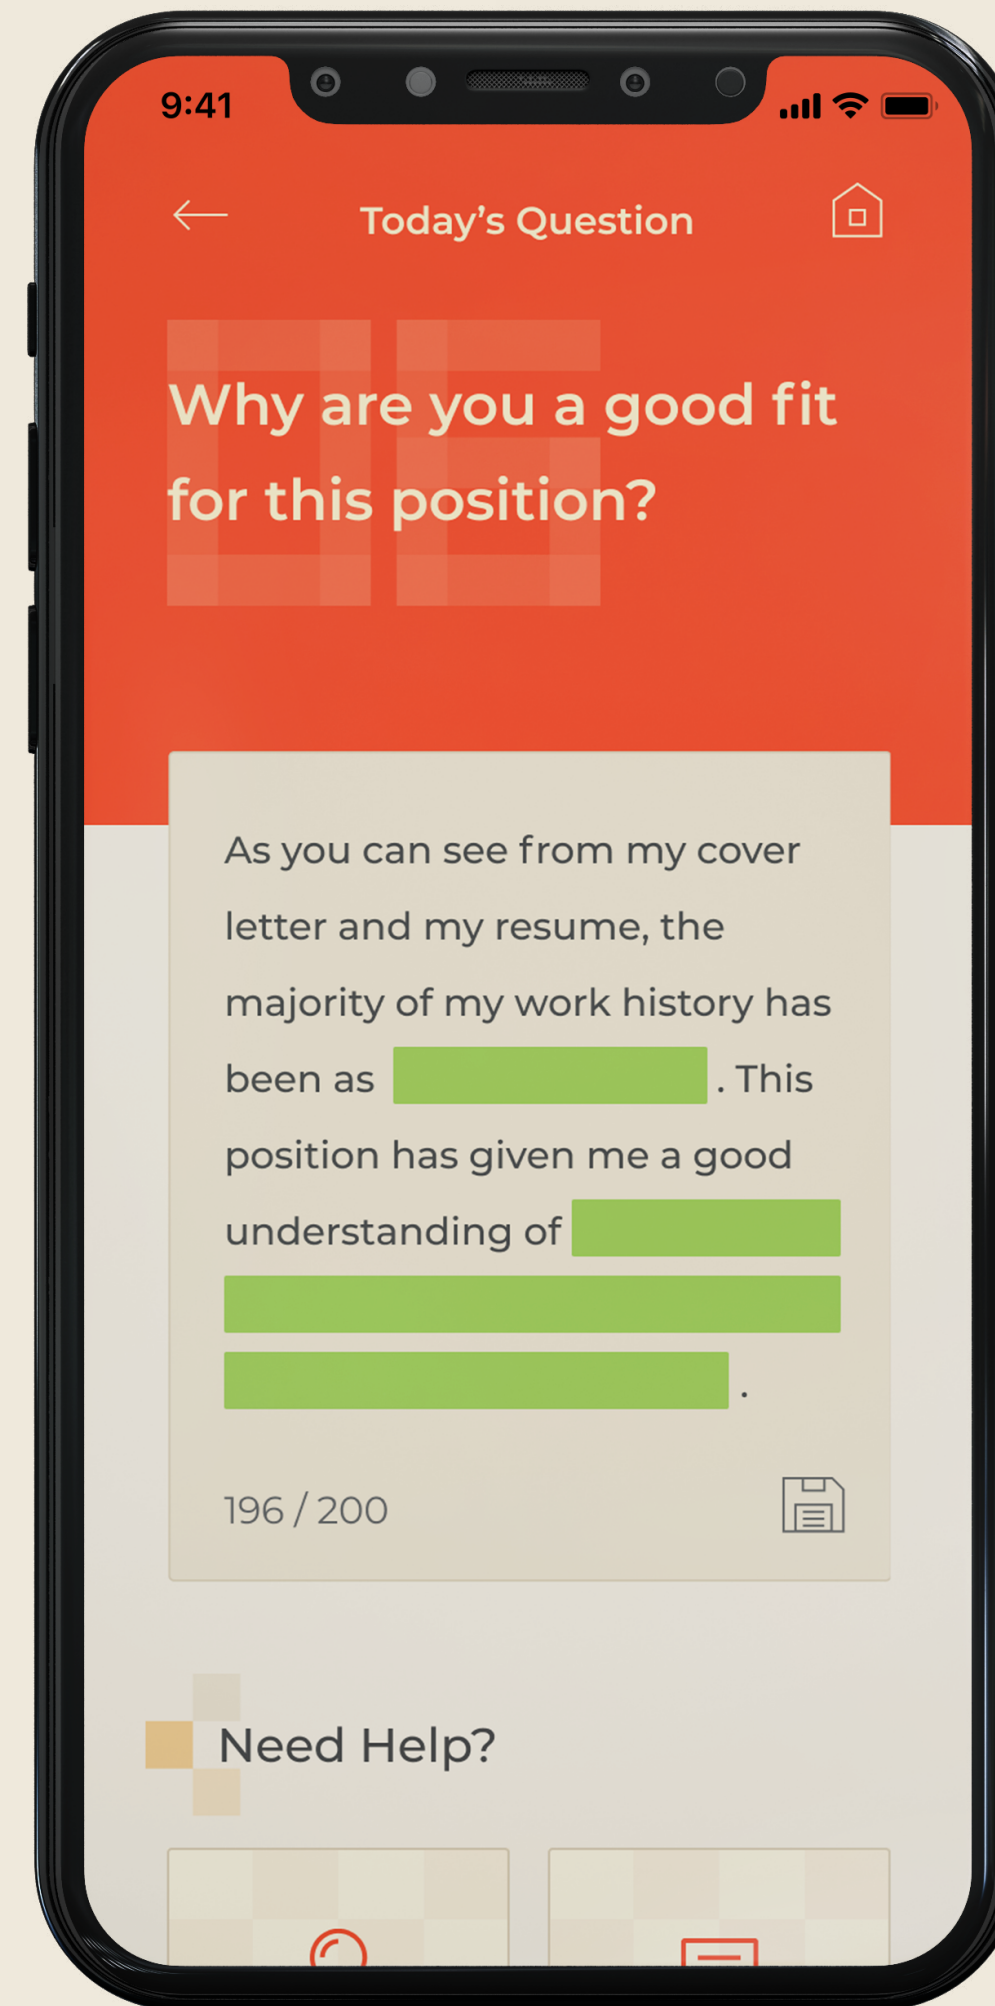 9:41
Today's Question
06
Why are you a good fit
for this position?
As you can see from my cover
letter and my resume, the
majority of my work history has
been as . This
position has given me a good
understanding of
.
196 / 200
Need Help?